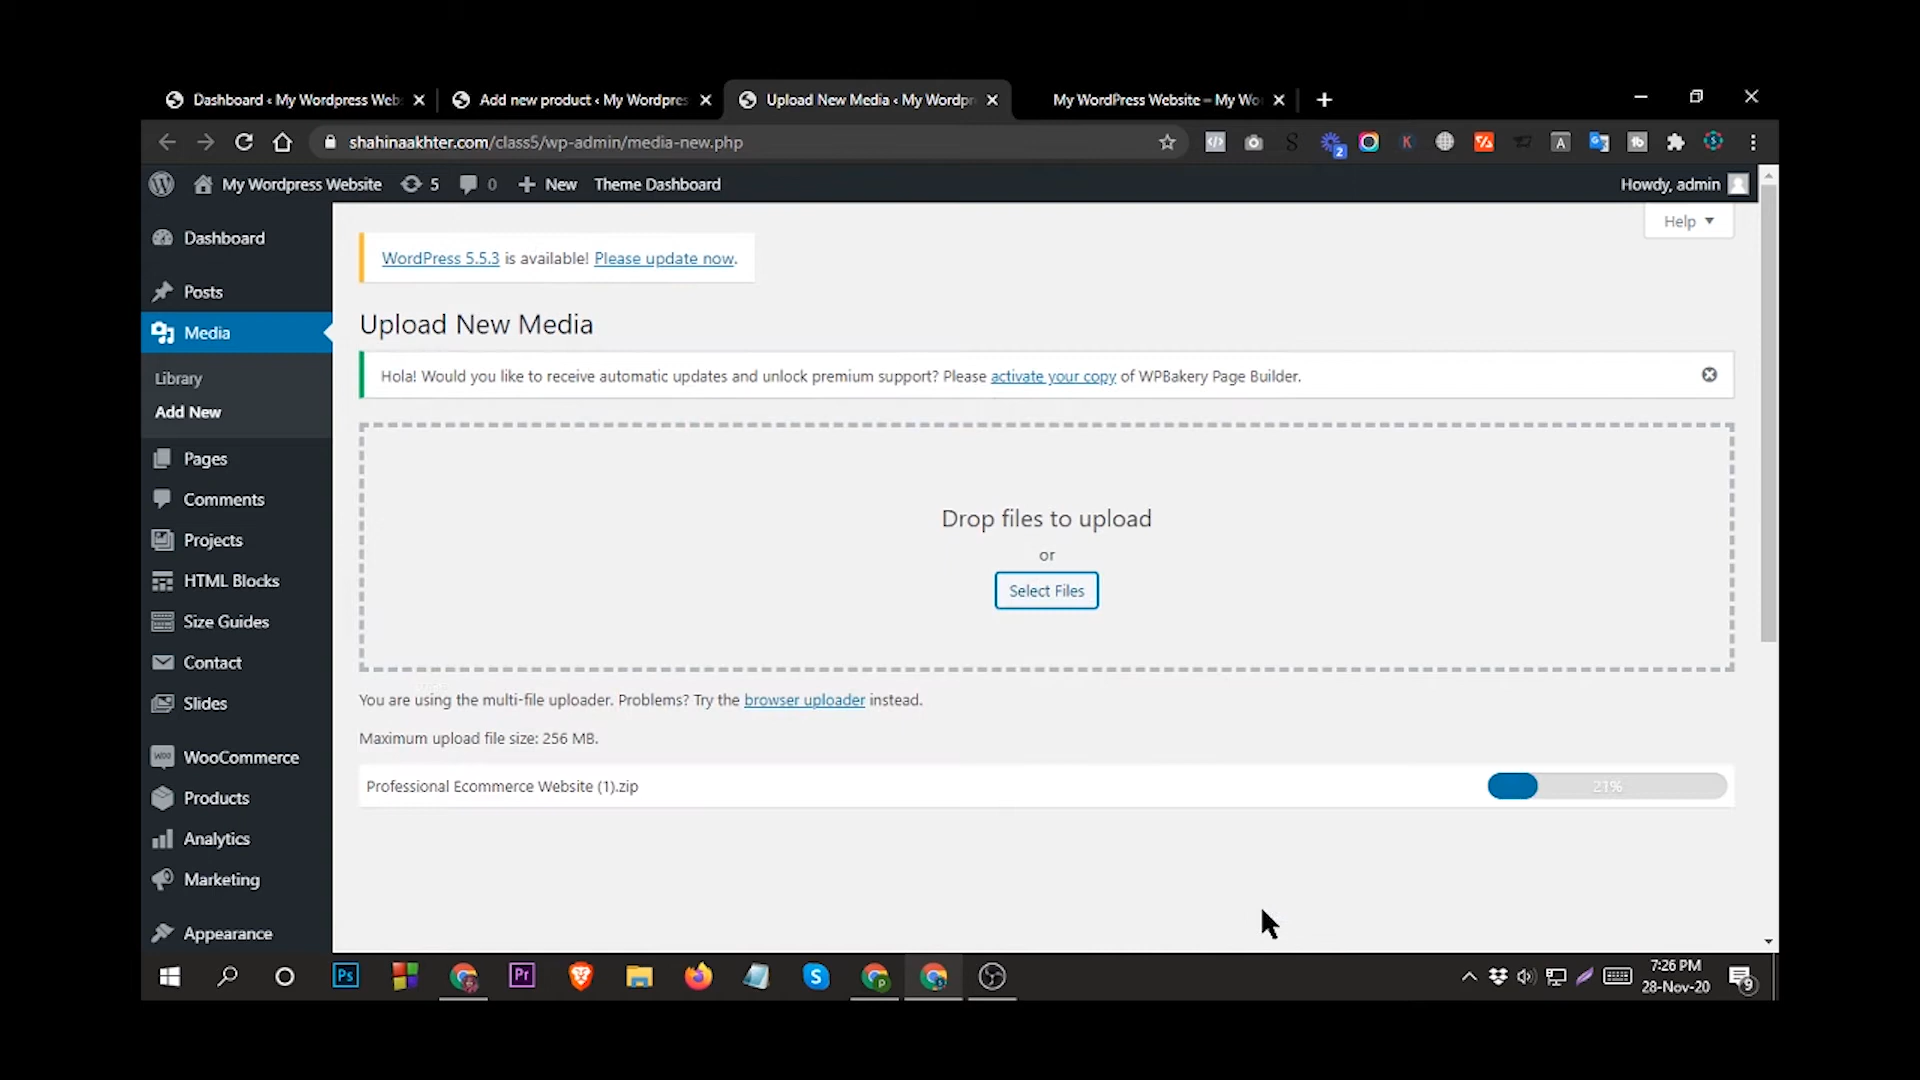 Dashboard ‹ My Wordpress Web
Add new product ‹ My Wordpres
Upload New Media ‹ My Wordpr
My WordPress Website – My Wo
shahinaakhter.com/class5/wp-admin/media-new.php
2
My Wordpress Website
5
0
New
Theme Dashboard
Howdy, admin
Help
Dashboard
Posts
Media
Library
Add New
Pages
Comments
Projects
HTML Blocks
Size Guides
Contact
Slides
WooCommerce
Products
Analytics
Marketing
Appearance
WordPress 5.5.3 is available! Please update now.
Upload New Media
Hola! Would you like to receive automatic updates and unlock premium support? Please activate your copy of WPBakery Page Builder.
Drop files to upload
or
Select Files
You are using the multi-file uploader. Problems? Try the browser uploader instead.
Maximum upload file size: 256 MB.
Professional Ecommerce Website (1).zip
21%
Ps
Pr
7:26 PM
28-Nov-20
9